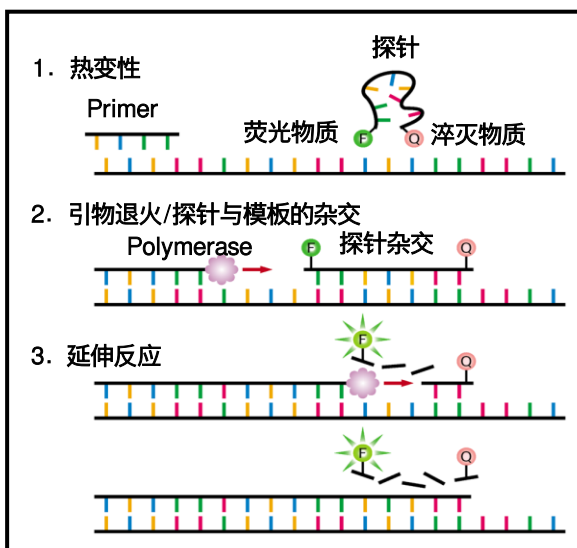 探针
1. 热变性
Primer
荧光物质 F Q 淬灭物质
2. 引物退火/探针与模板的杂交
Polymerase F 探针杂交 Q
F
3. 延伸反应 Q
F Q